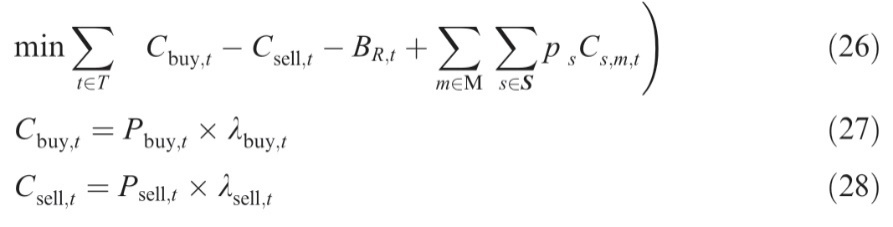 min ∑_{t∈T} C_{buy,t} − C_{sell,t} − B_{R,t} + ∑_{m∈M} ∑_{s∈S} p_s C_{s,m,t}) (26)
C_{buy,t} = P_{buy,t} × λ_{buy,t} (27)
C_{sell,t} = P_{sell,t} × λ_{sell,t} (28)